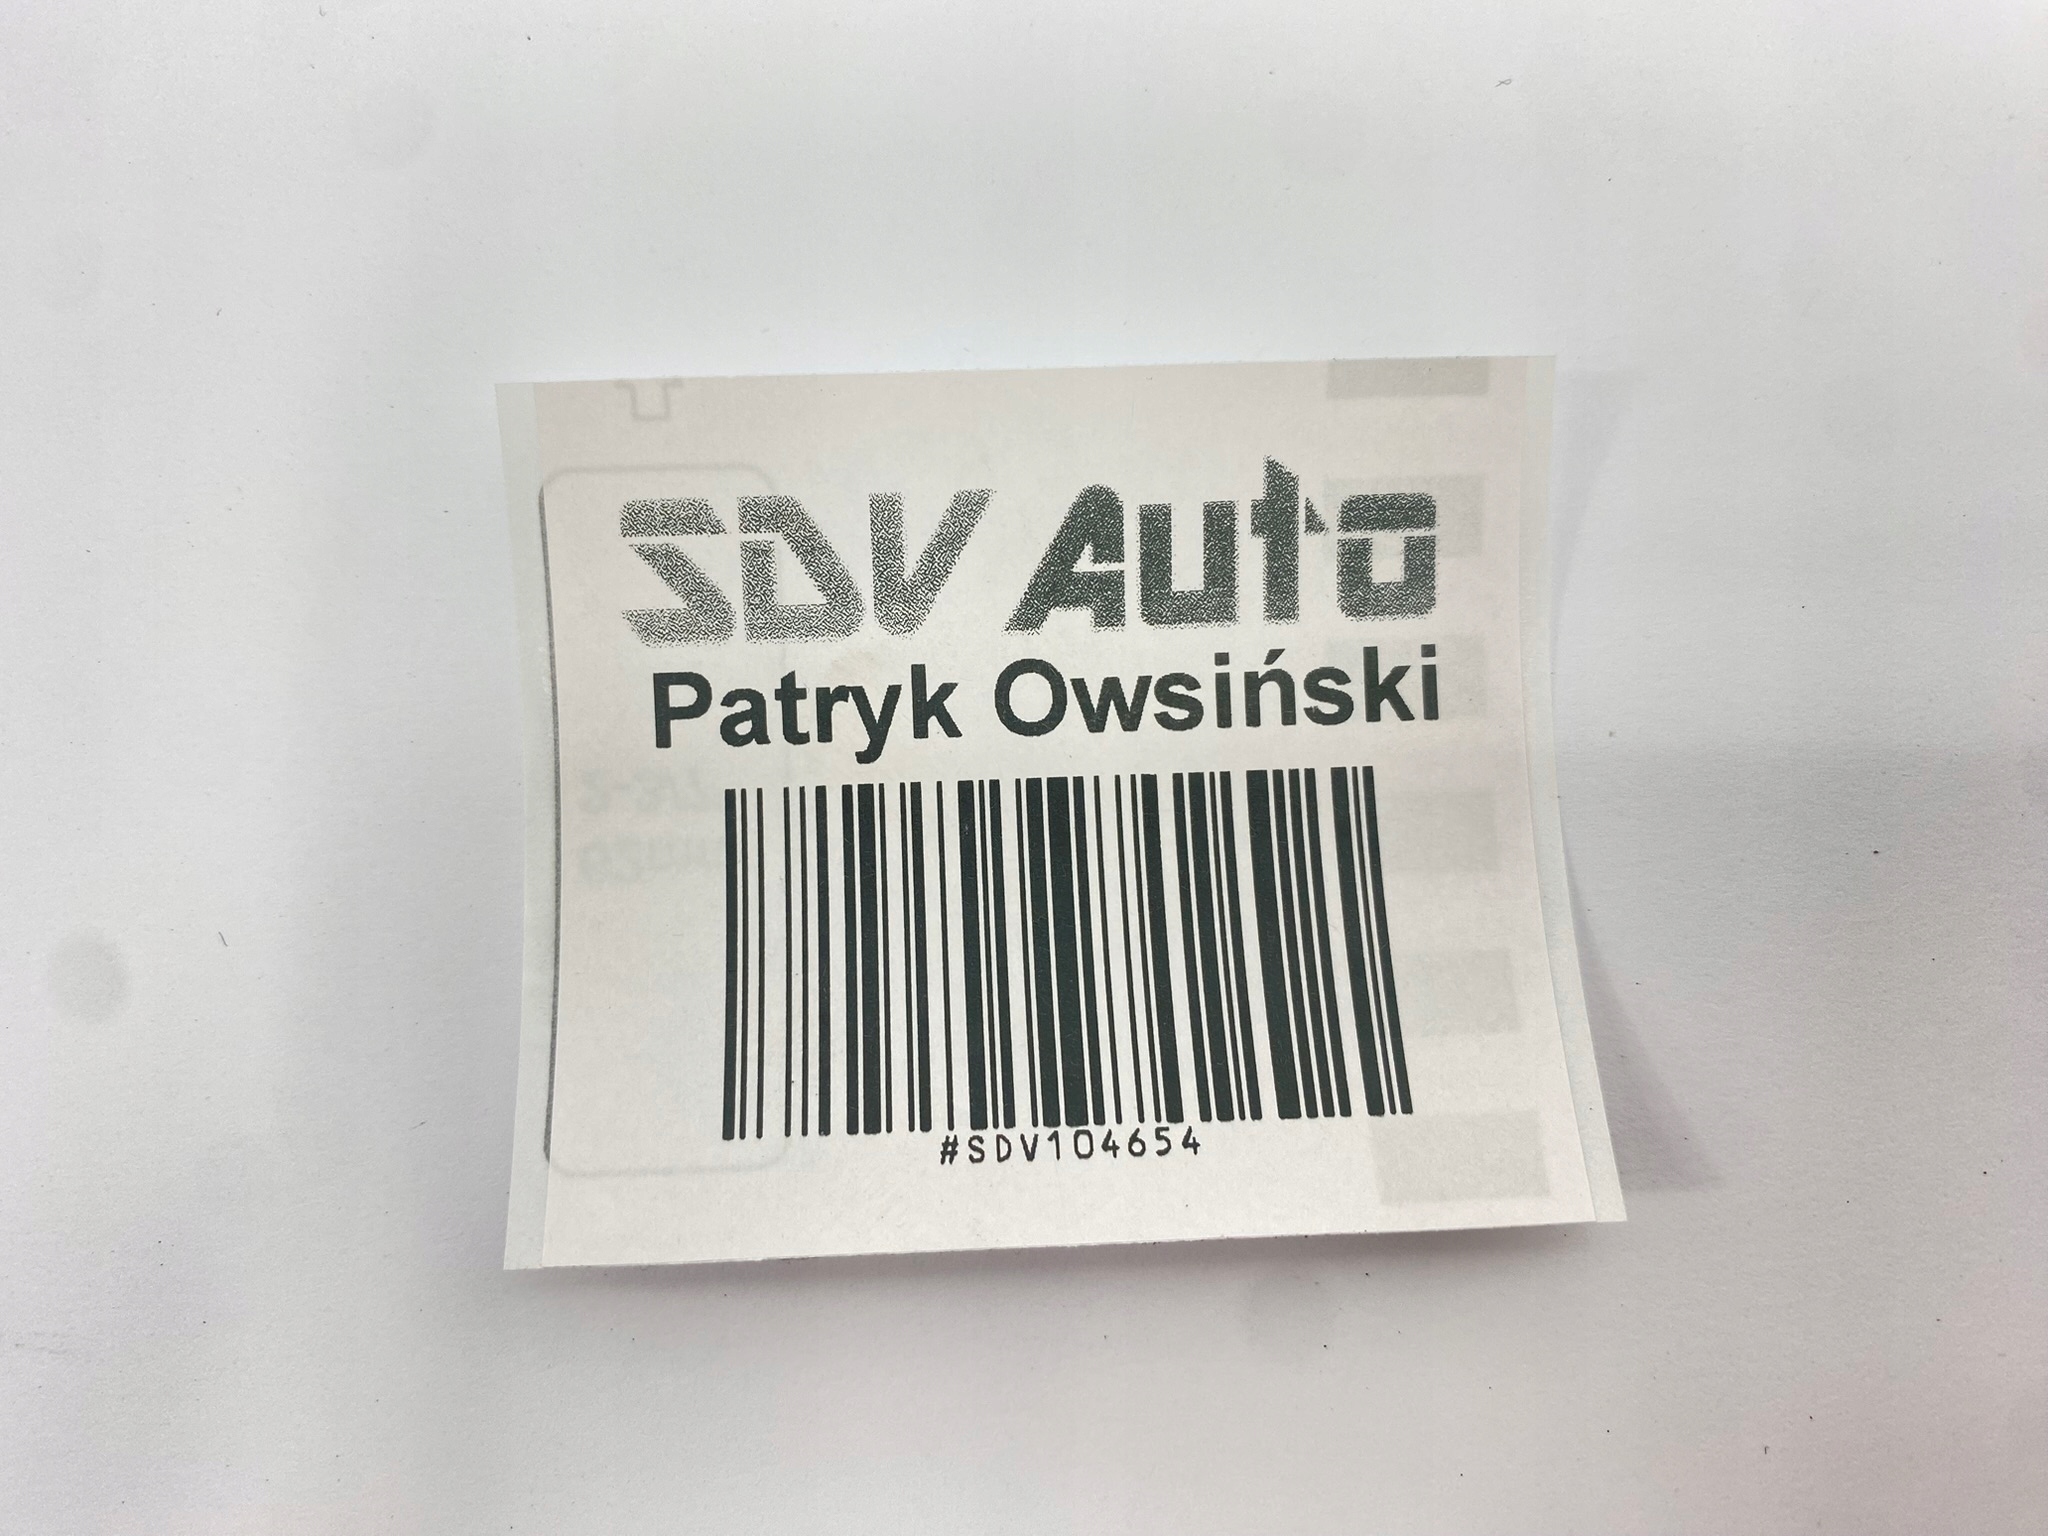 SDV Auto
Patryk Owsiński
#SDV104654